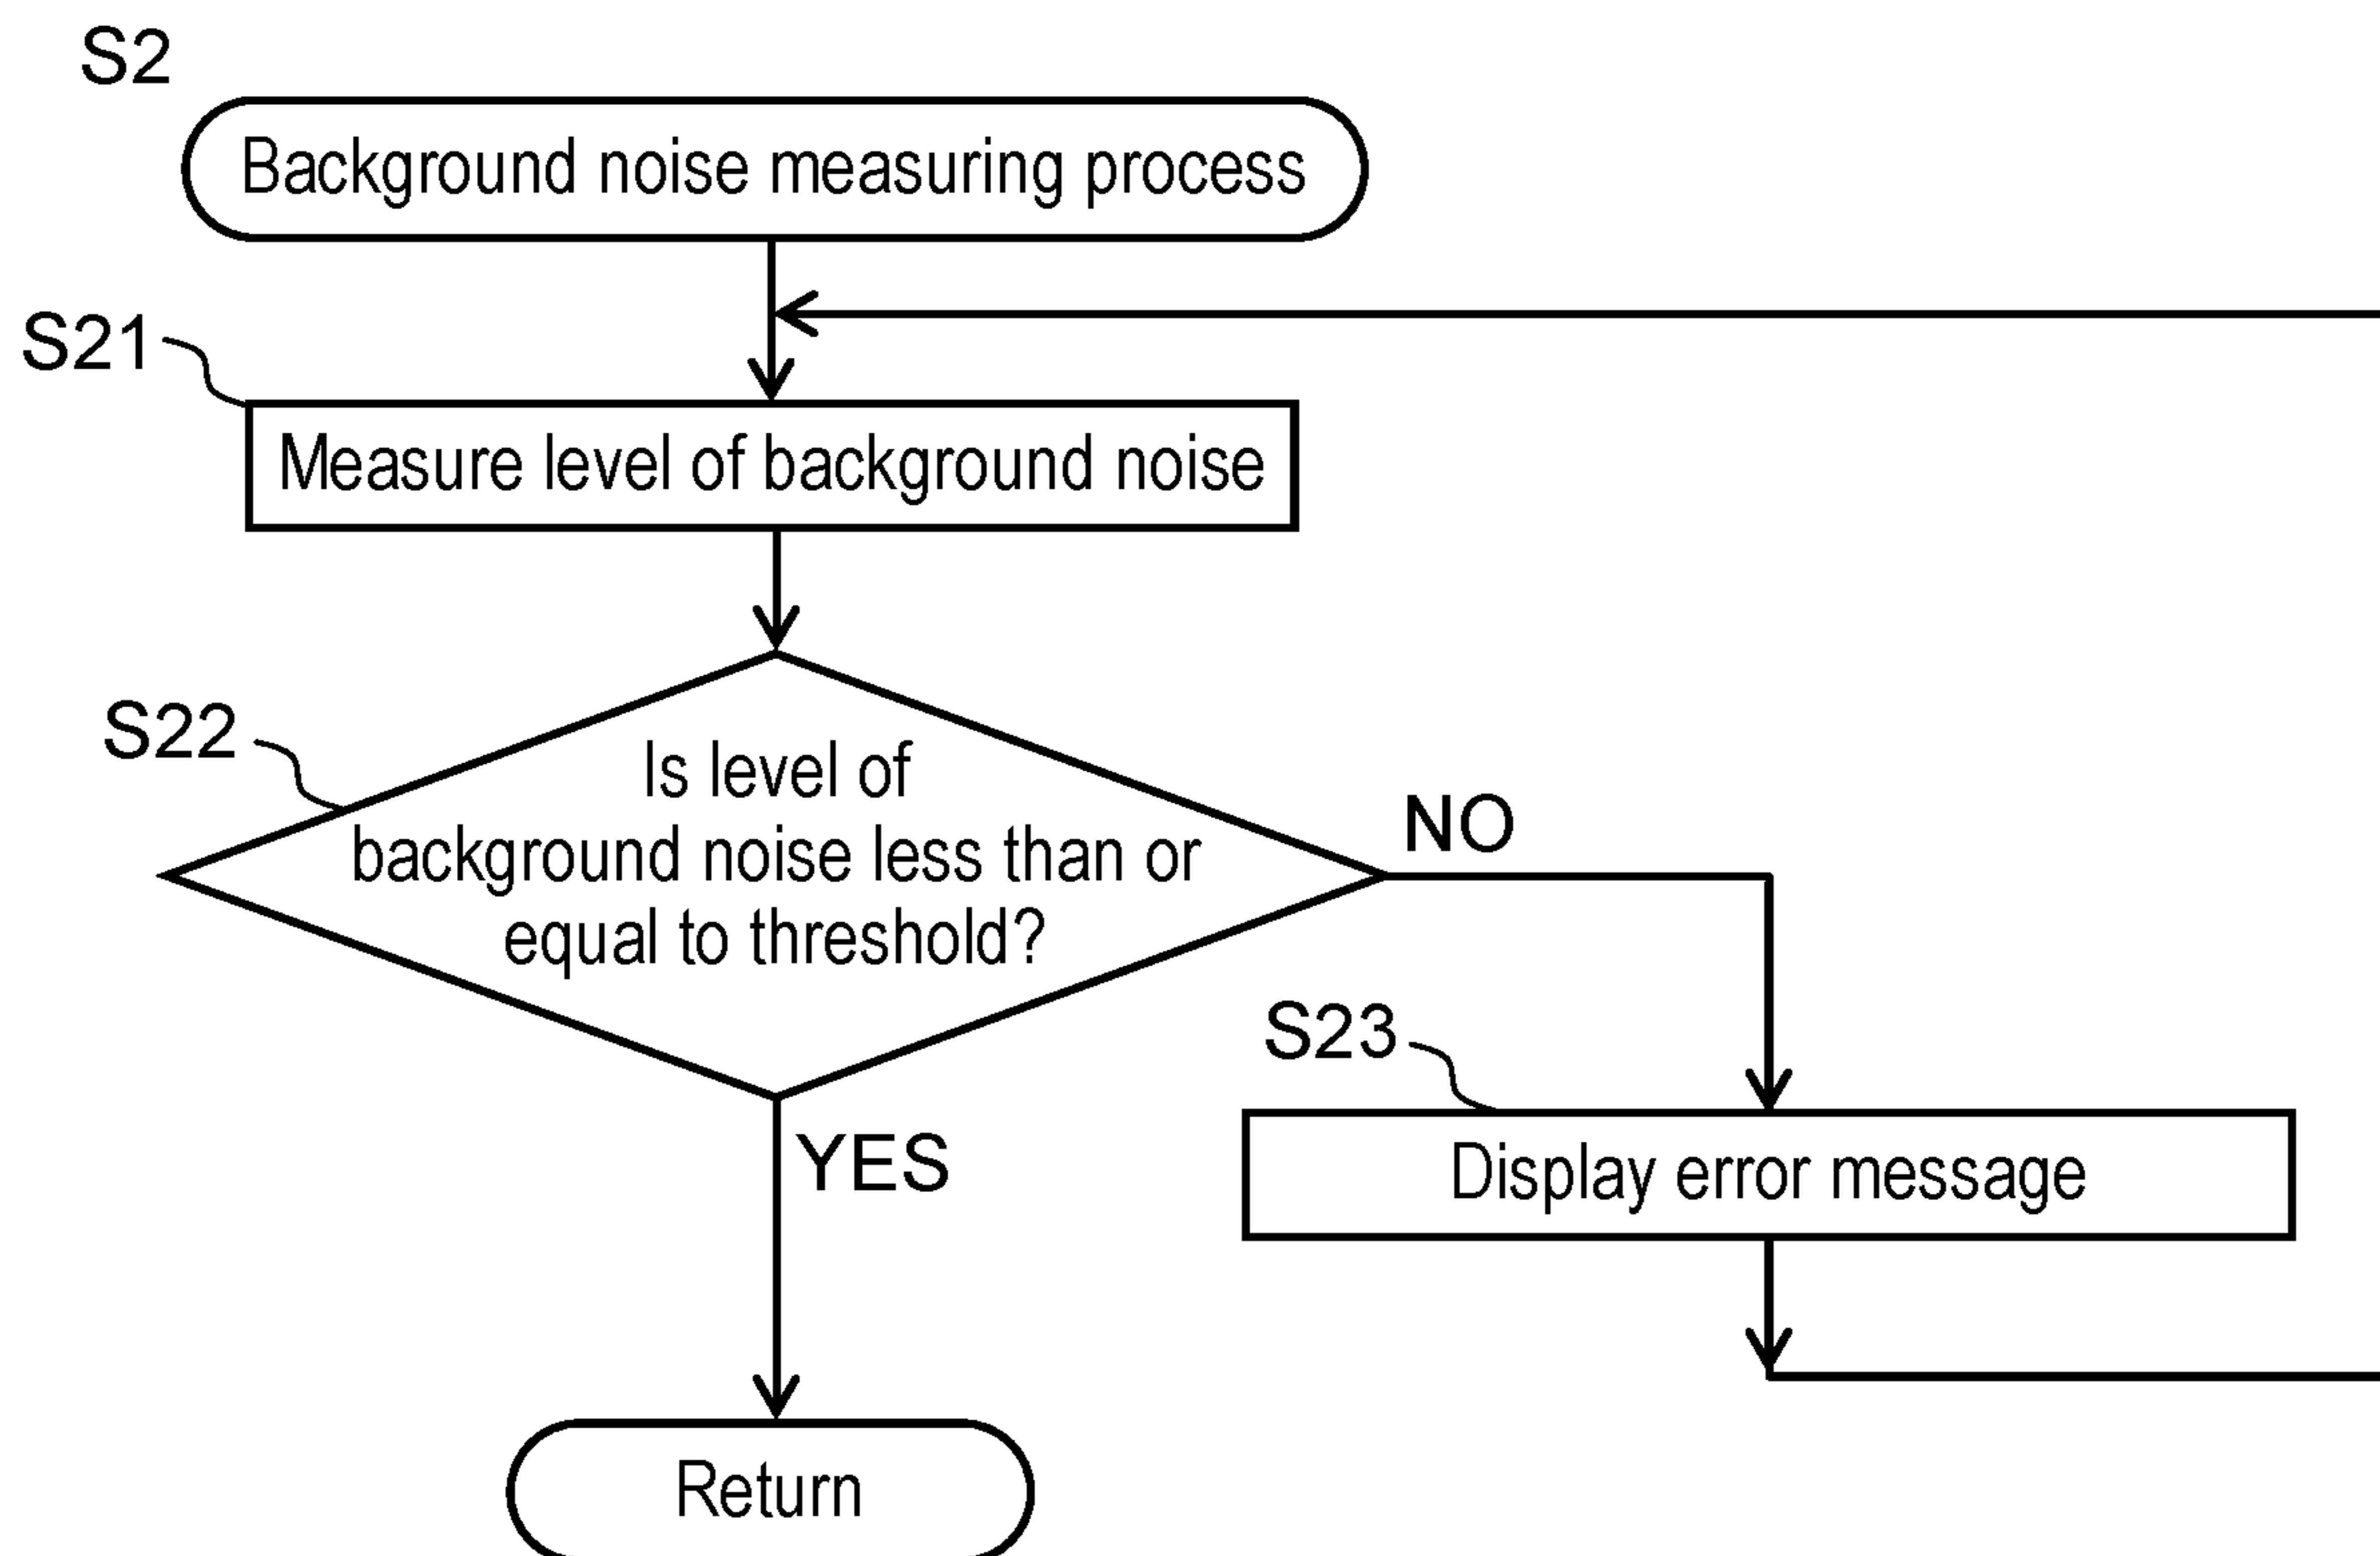 S2
Background noise measuring process
S21
Measure level of background noise
S22
Is level of
background noise less than or
equal to threshold?
NO
S23
Display error message
YES
Return